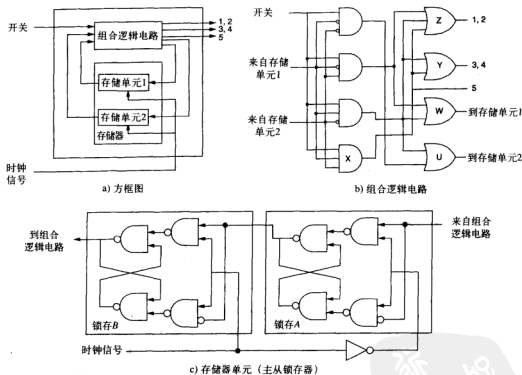 开关
组合逻辑电路
1, 2
3, 4
5
存储单元1
存储单元2
存储器
时钟
信号
a) 方框图
开关
来自存储
单元1
来自存储
单元2
X
Z
Y
W
U
1, 2
3, 4
5
到存储单元1
到存储单元2
b) 组合逻辑电路
到组合
逻辑电路
来自组合
逻辑电路
锁存B
锁存A
时钟信号
c) 存储器单元（主从锁存器）